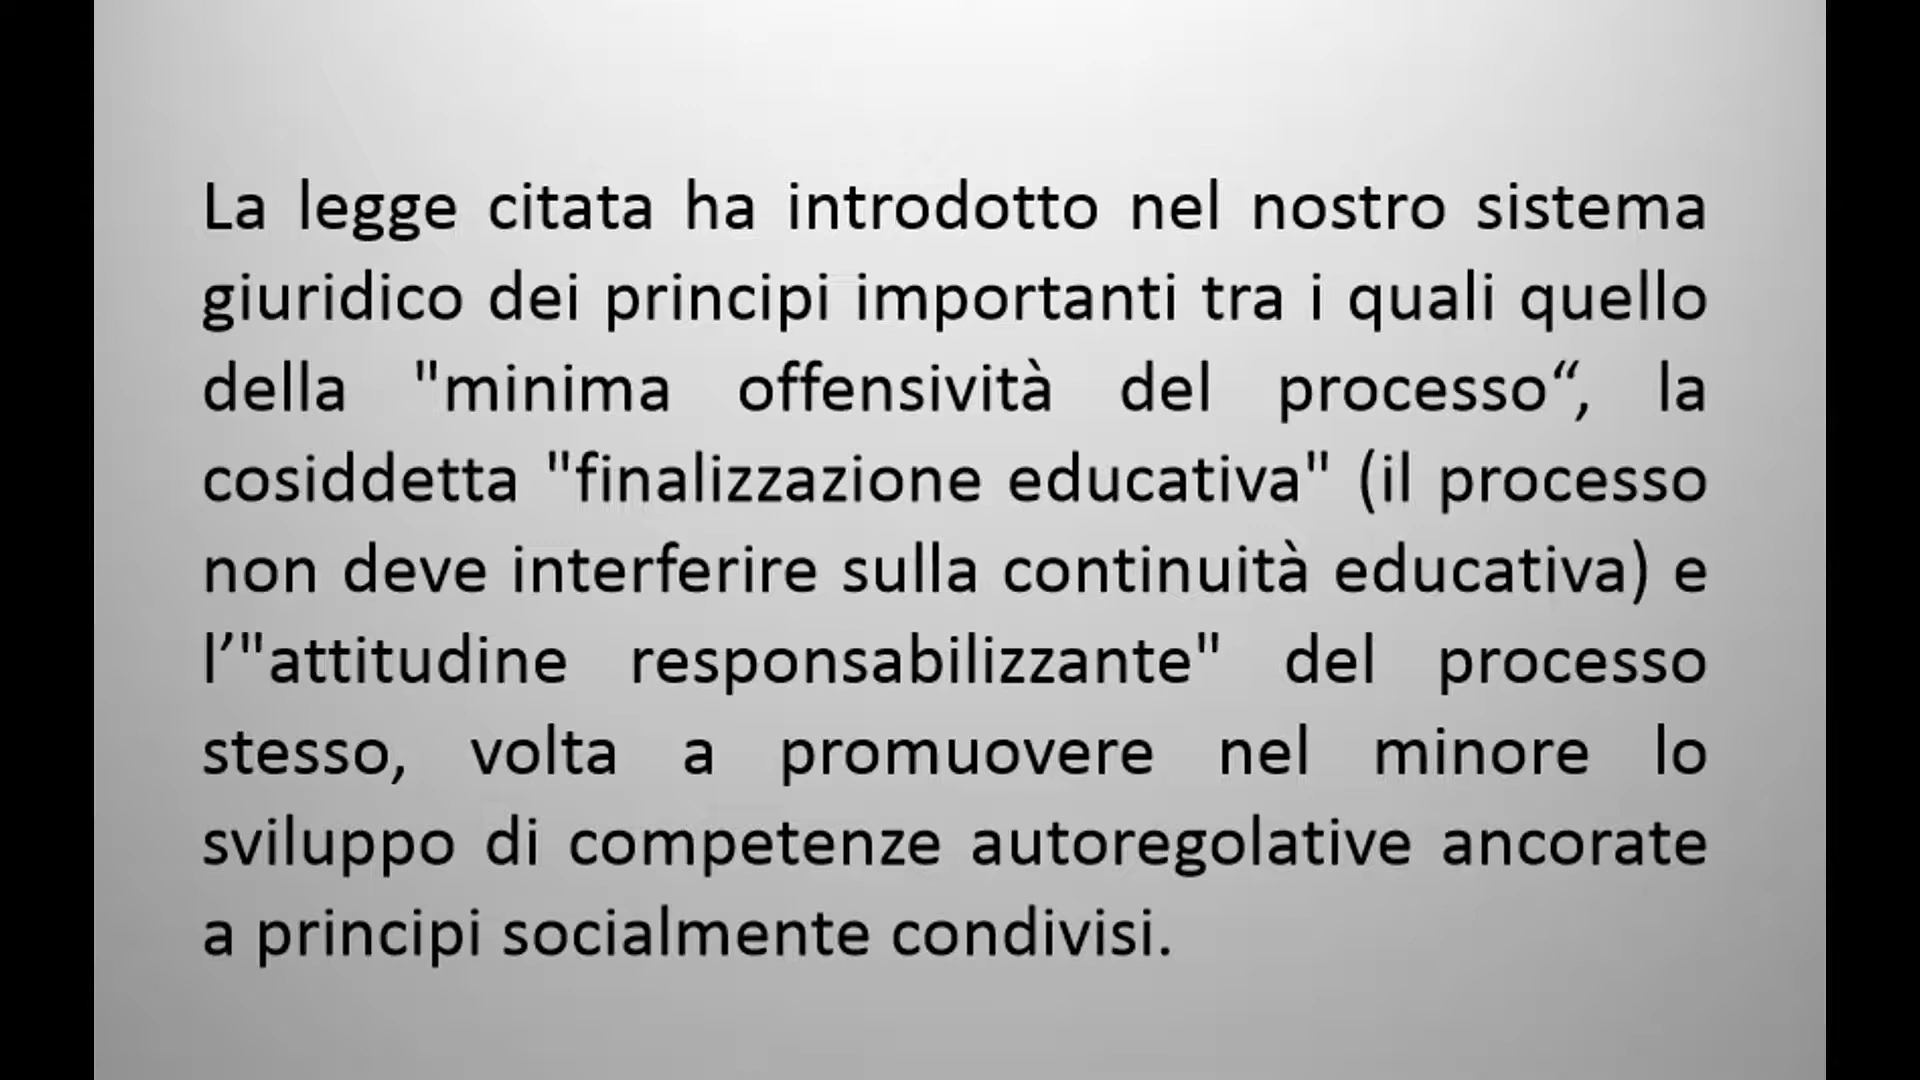 La legge citata ha introdotto nel nostro sistema
giuridico dei principi importanti tra i quali quello
della "minima offensività del processo“, la
cosiddetta "finalizzazione educativa" (il processo
non deve interferire sulla continuità educativa) e
l’"attitudine responsabilizzante" del processo
stesso, volta a promuovere nel minore lo
sviluppo di competenze autoregolative ancorate
a principi socialmente condivisi.